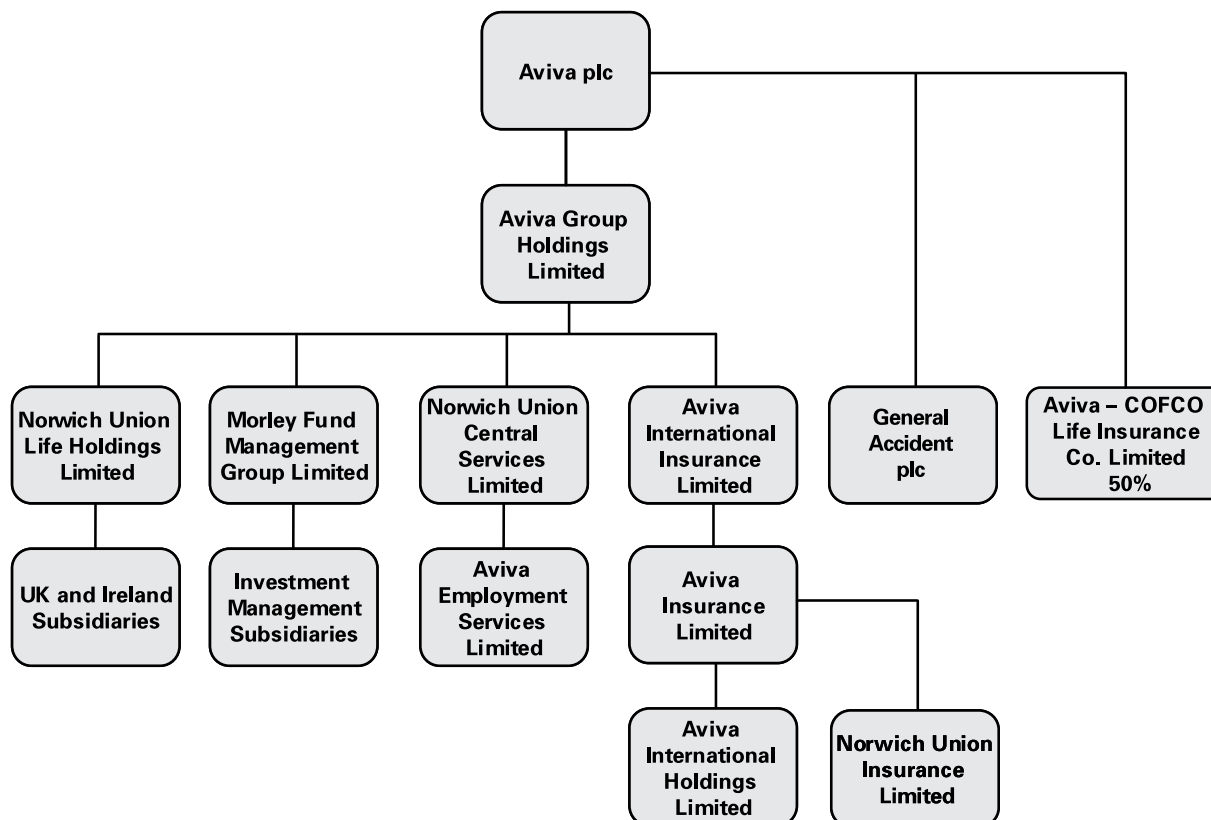 Aviva plc
Aviva Group
Holdings
Limited
Norwich Union
Life Holdings
Limited
Morley Fund
Management
Group Limited
Norwich Union
Central
Services
Limited
Aviva
International
Insurance
Limited
General
Accident
plc
Aviva – COFCO
Life Insurance
Co. Limited
50%
UK and Ireland
Subsidiaries
Investment
Management
Subsidiaries
Aviva
Employment
Services
Limited
Aviva
Insurance
Limited
Aviva
International
Holdings
Limited
Norwich Union
Insurance
Limited